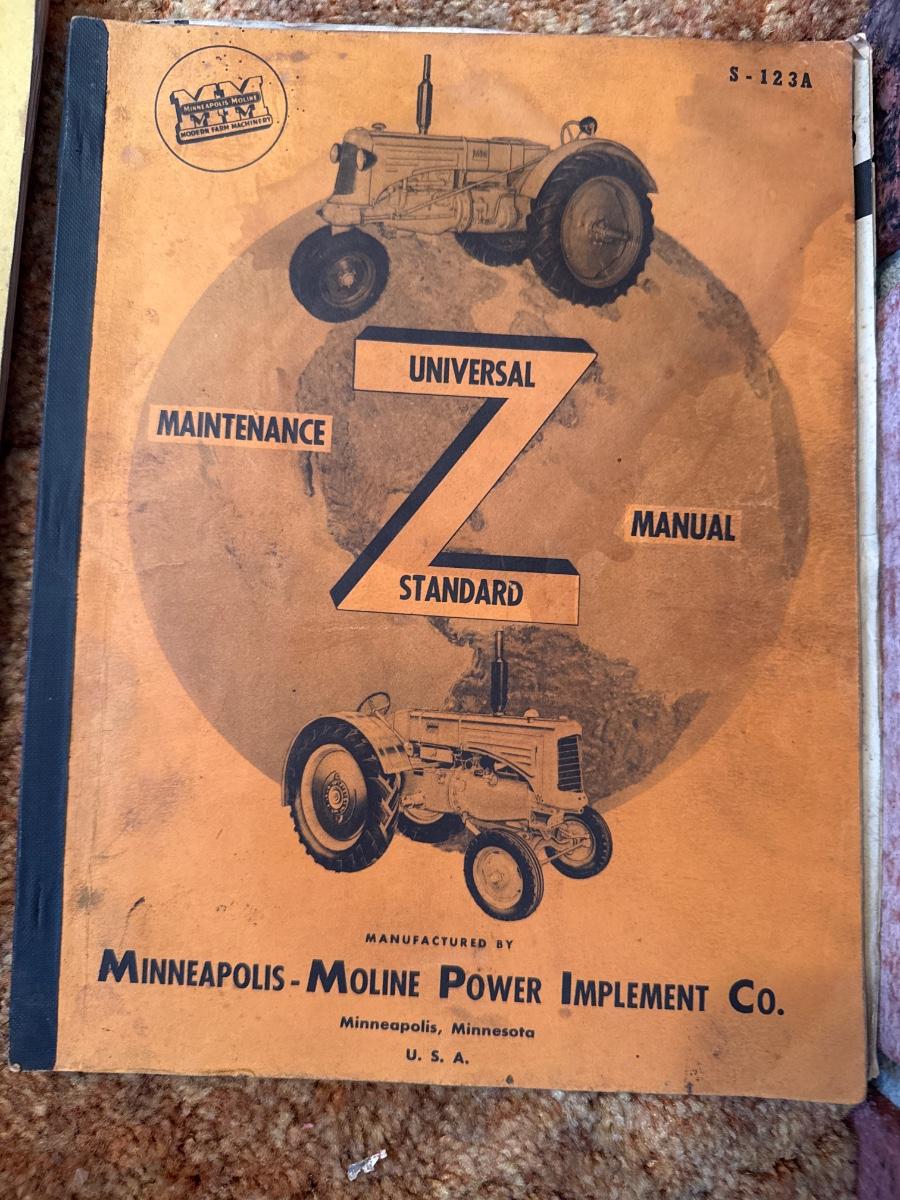 S-123A
MINNEAPOLIS-MOLINE
MM
MODERN FARM MACHINERY
UNIVERSAL
Z
MAINTENANCE
MANUAL
STANDARD
MANUFACTURED BY
MINNEAPOLIS-MOLINE POWER IMPLEMENT CO.
Minneapolis, Minnesota
U. S. A.